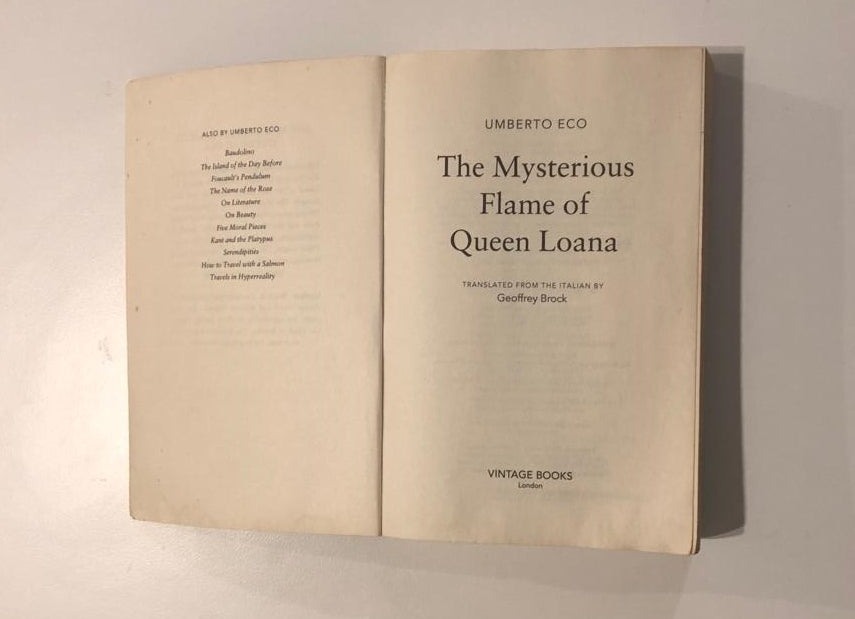 ALSO BY UMBERTO ECO
Baudolino
The Island of the Day Before
Foucault's Pendulum
The Name of the Rose
On Literature
On Beauty
Five Moral Pieces
Kant and the Platypus
Serendipities
How to Travel with a Salmon
Travels in Hyperreality
UMBERTO ECO
The Mysterious
Flame of
Queen Loana
TRANSLATED FROM THE ITALIAN BY
Geoffrey Brock
VINTAGE BOOKS
London